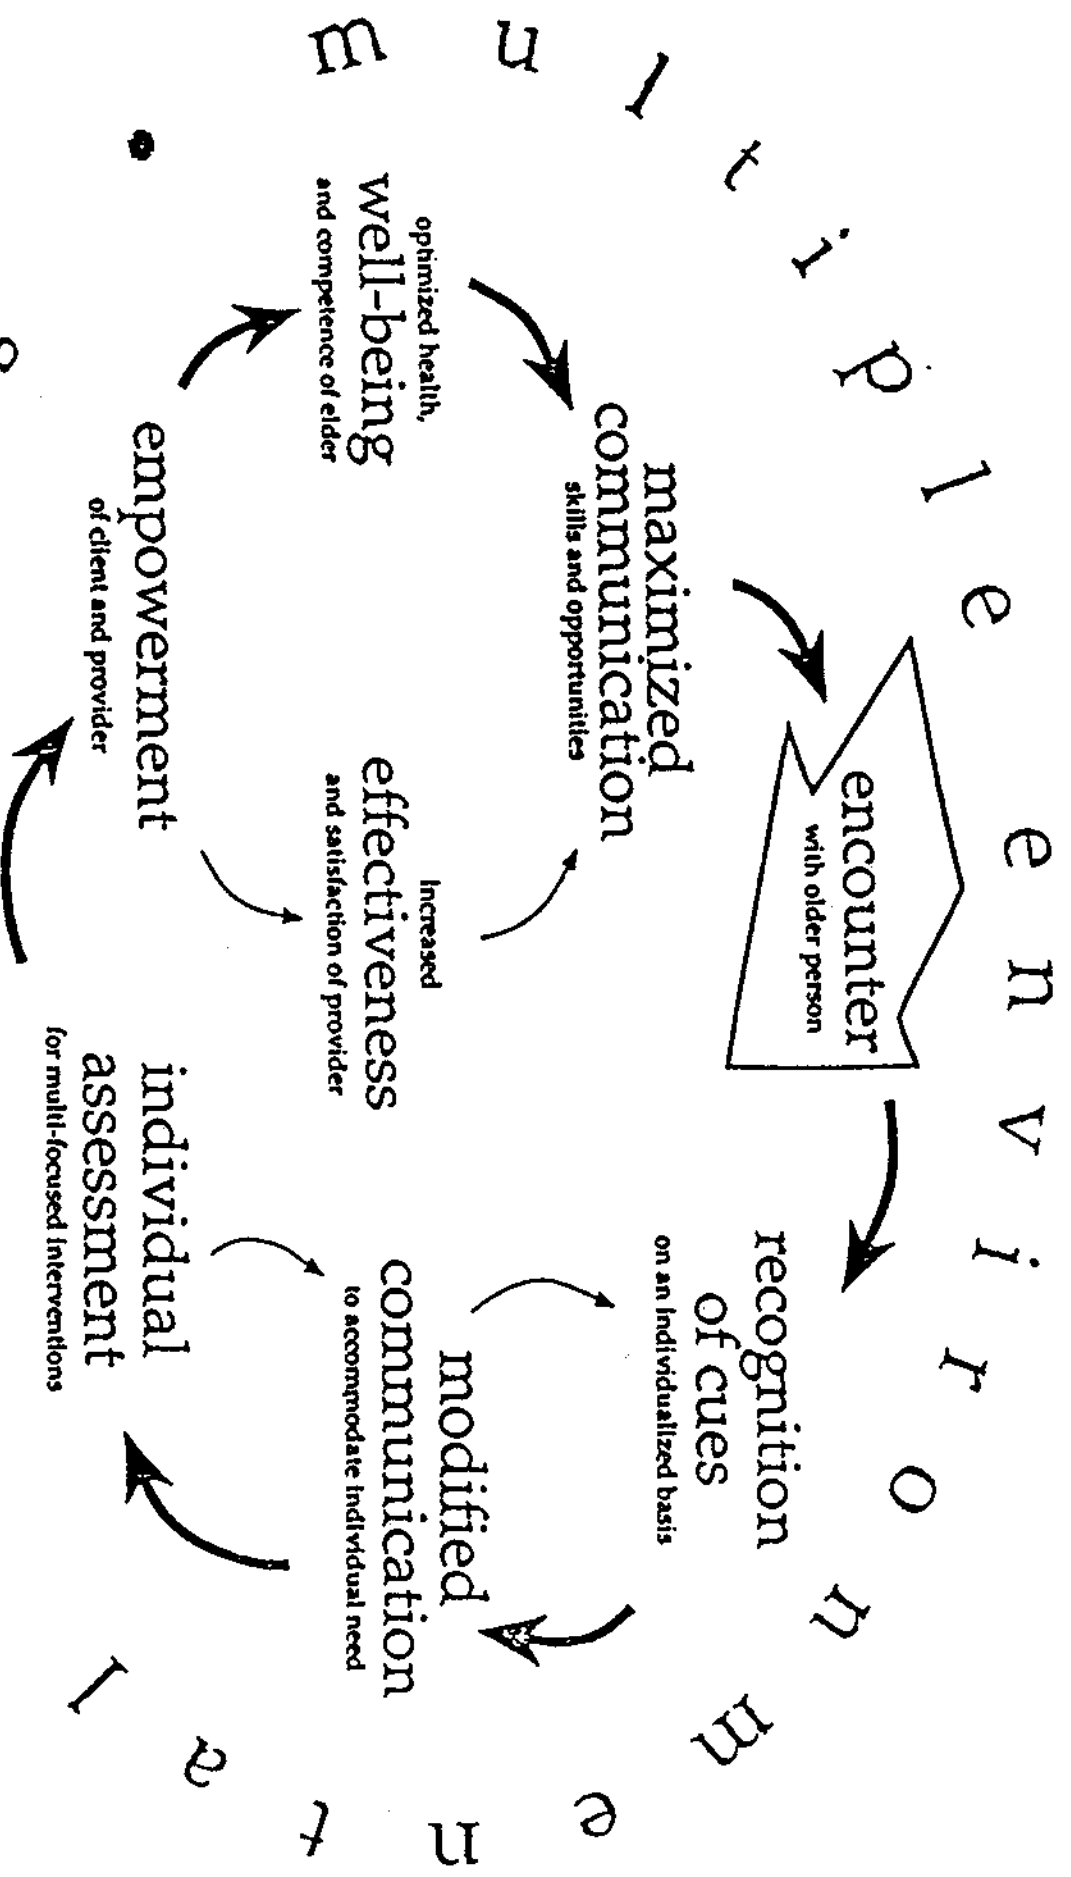 multiple environmental
•
encounter
with older person
recognition
of cues
on an individualized basis
modified
communication
to accommodate individual need
individual
assessment
for multi-focused interventions
empowerment
of client and provider
optimized health,
well-being
and competence of elder
Increased
effectiveness
and satisfaction of provider
maximized
communication
skills and opportunities